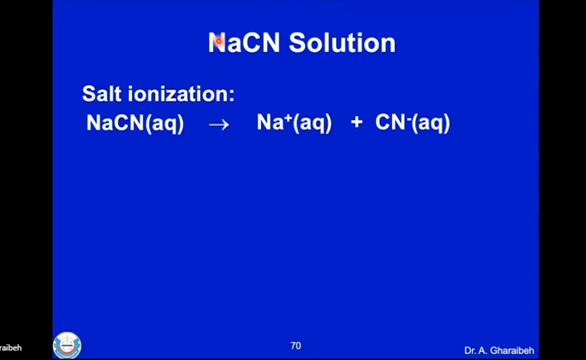 NaCN Solution
Salt ionization:
NaCN(aq) → Na⁺(aq) + CN⁻(aq)
raibeh
70
Dr. A. Gharaibeh